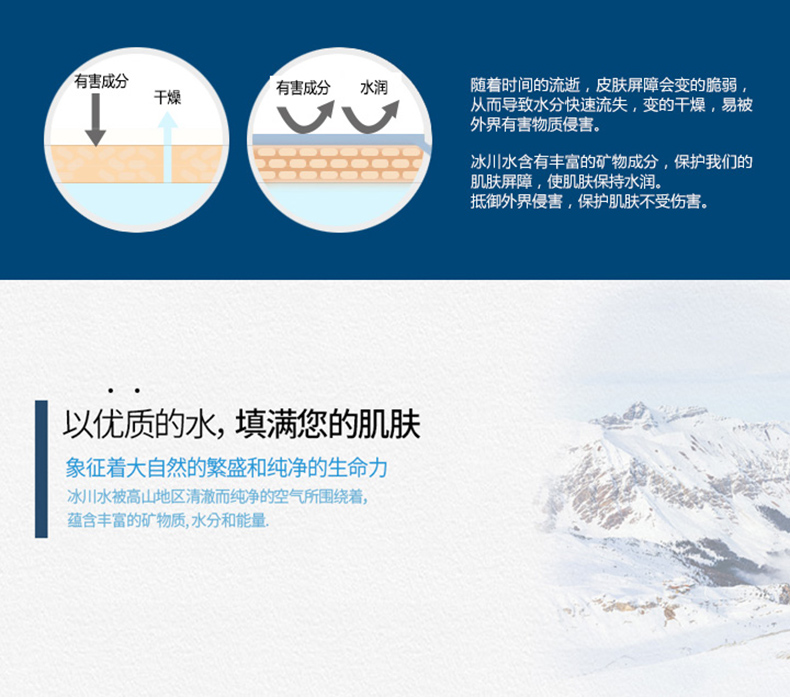 有害成分
干燥
有害成分
水润
随着时间的流逝，皮肤屏障会变的脆弱，
从而导致水分快速流失，变的干燥，易被
外界有害物质侵害。
冰川水含有丰富的矿物成分，保护我们的
肌肤屏障，使肌肤保持水润。
抵御外界侵害，保护肌肤不受伤害。
以优质的水，填满您的肌肤
象征着大自然的繁盛和纯净的生命力
冰川水被高山地区清澈而纯净的空气所围绕着，
蕴含丰富的矿物质, 水分和能量.